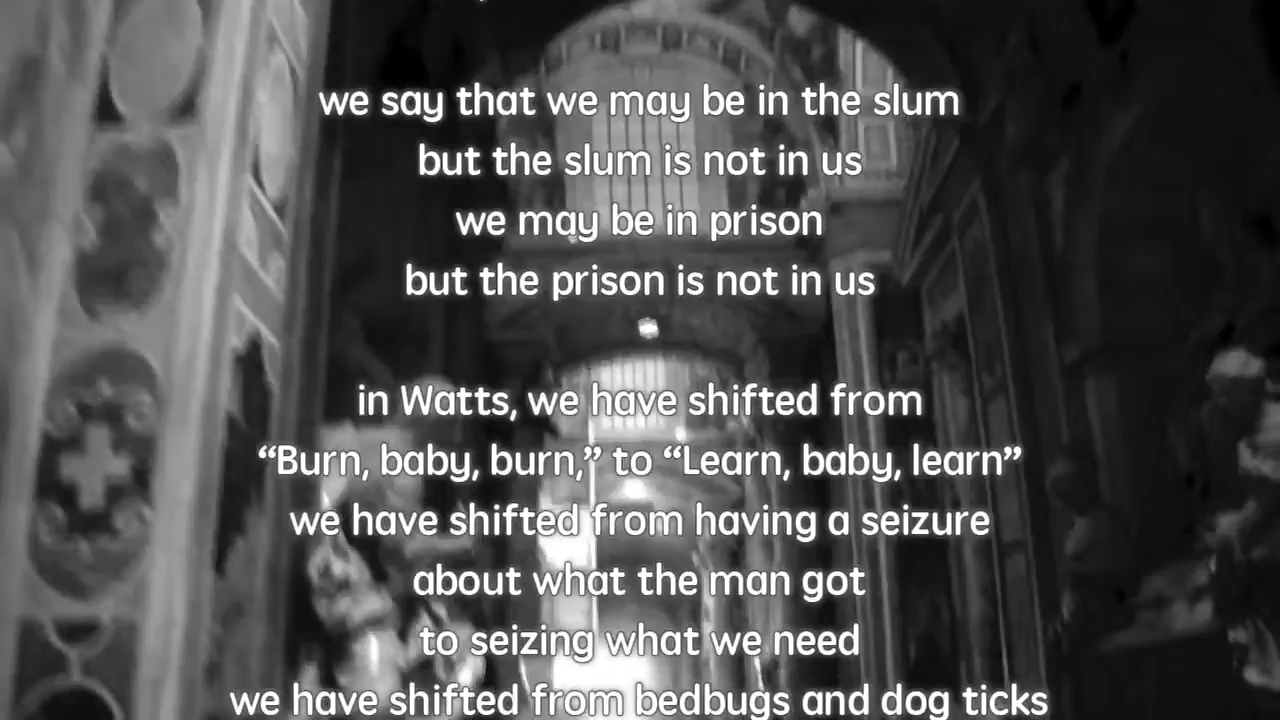 we say that we may be in the slum
but the slum is not in us
we may be in prison
but the prison is not in us
in Watts, we have shifted from
“Burn, baby, burn,” to “Learn, baby, learn”
we have shifted from having a seizure
about what the man got
to seizing what we need
we have shifted from bedbugs and dog ticks